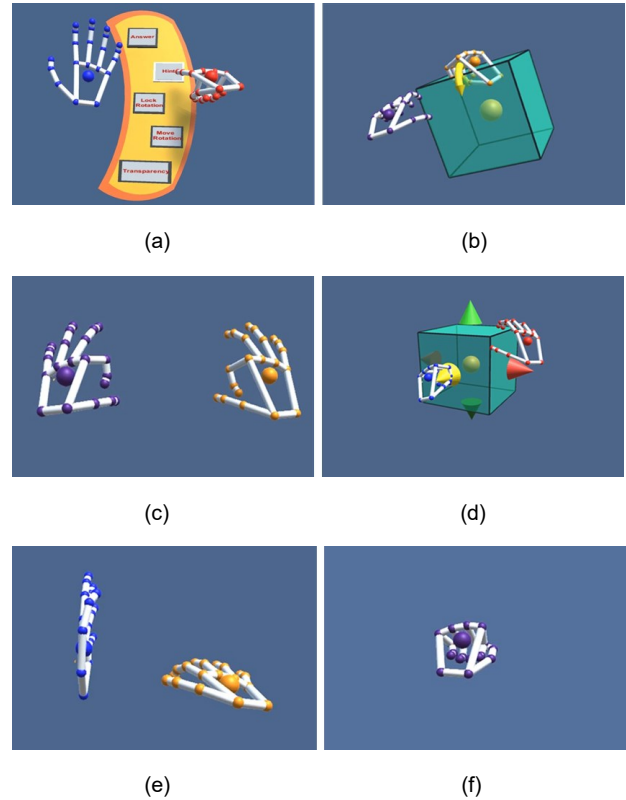 Answer
Lock
Rotation
Move
Rotation
Transparency
(a)
(b)
(c)
(d)
(e)
(f)